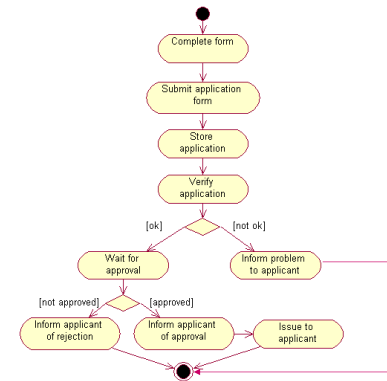 Complete form
Submit application
form
Store
application
Verify
application
[ok]
[not ok]
Wait for
approval
Inform problem
to applicant
[not approved]
[approved]
Inform applicant
of rejection
Inform applicant
of approval
Issue to
applicant